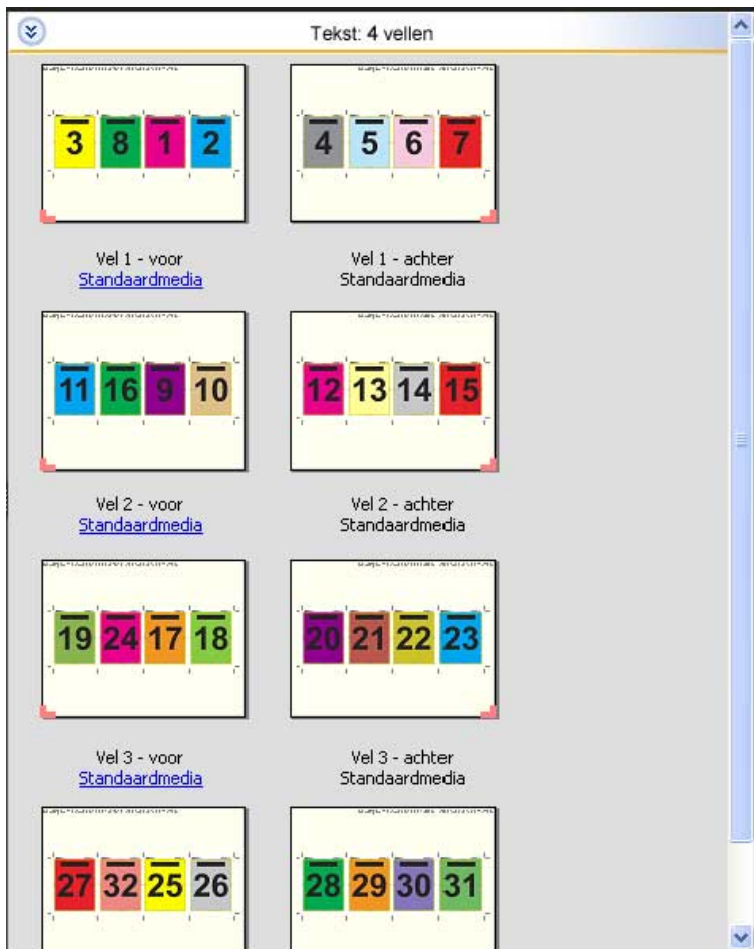 Tekst: 4 vellen
3 8 1 2
4 5 6 7
Vel 1 - voor
Standaardmedia
Vel 1 - achter
Standaardmedia
11 16 9 10
12 13 14 15
Vel 2 - voor
Standaardmedia
Vel 2 - achter
Standaardmedia
19 24 17 18
20 21 22 23
Vel 3 - voor
Standaardmedia
Vel 3 - achter
Standaardmedia
27 32 25 26
28 29 30 31